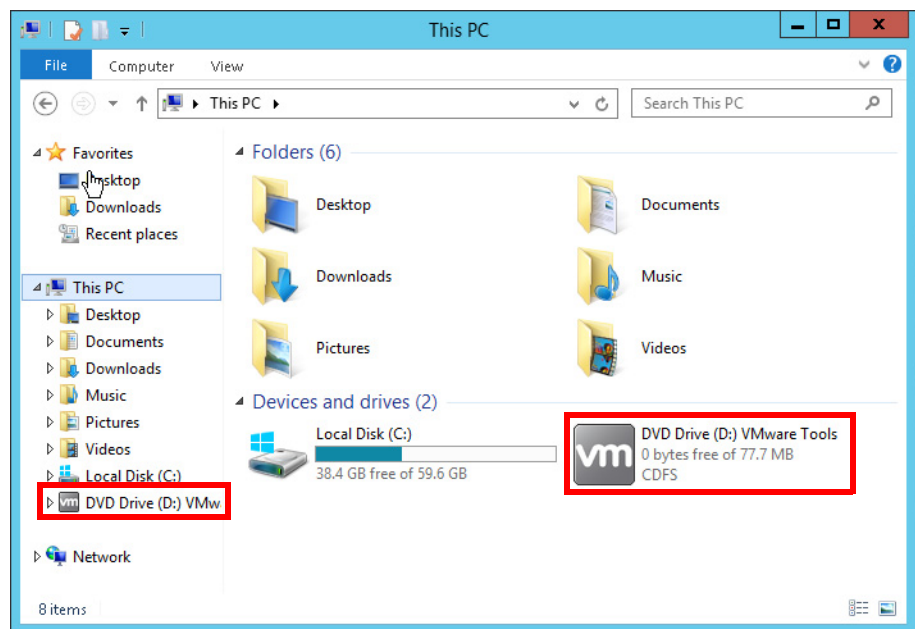 This PC
File Computer View
This PC
Search This PC
Favorites
Desktop
Downloads
Recent places
This PC
Desktop
Documents
Downloads
Music
Pictures
Videos
Local Disk (C:)
DVD Drive (D:) VMw
Network
Folders (6)
Desktop
Documents
Downloads
Music
Pictures
Videos
Devices and drives (2)
Local Disk (C:)
38.4 GB free of 59.6 GB
vm
DVD Drive (D:) VMware Tools
0 bytes free of 77.7 MB
CDFS
8 items